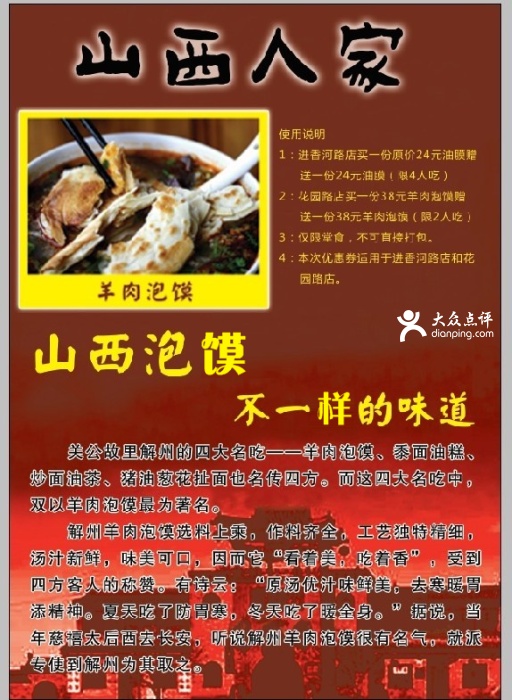 山西人家
使用说明
1：进香河路店买一份原价24元油馍赠
送一份24元油馍（限4人吃）
2：花园路店买一份38元羊肉泡馍赠
送一份38元羊肉泡馍（限2人吃）
3：仅限堂食，不可直接打包。
4：本次优惠券适用于进香河路店和花
园路店。
羊肉泡馍
大众点评
dianping.com
山西泡馍
不一样的味道
关公故里解州的四大名吃——羊肉泡馍、黍面油糕、
炒面油茶、猪油葱花扯面也名传四方。而这四大名吃中，
双以羊肉泡馍最为著名。
解州羊肉泡馍选料上乘，作料齐全，工艺独特精细，
汤汁新鲜，味美可口，因而它“看着美，吃着香”，受到
四方客人的称赞。有诗云：“原汤优汁味鲜美，去寒暖胃
添精神。夏天吃了防胃寒，冬天吃了暖全身。”据说，当
年慈禧太后西去长安，听说解州羊肉泡馍很有名气，就派
专使到解州为其取之。